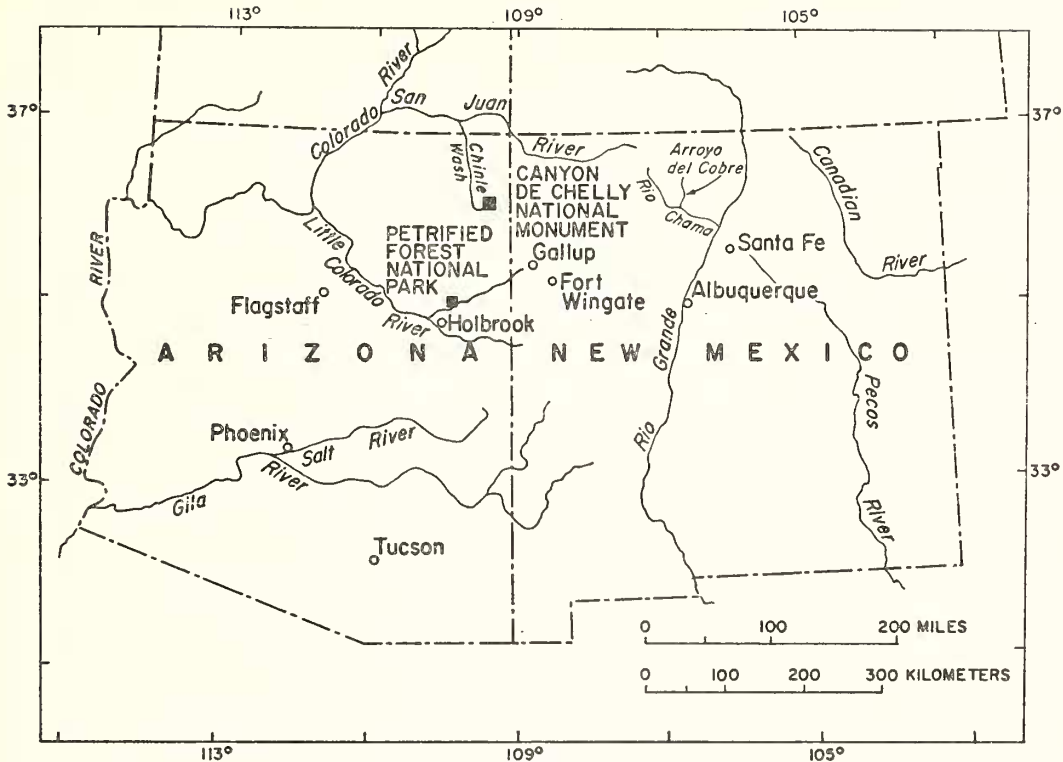 113° 109° 105°
37° 37°
River
Colorado
San Juan
River
Chinle
Wash
CANYON
DE CHELLY
NATIONAL
MONUMENT
Arroyo
del Cobre
Rio
Chama
Canadian
River
Little
Colorado
River
PETRIFIED
FOREST
NATIONAL
PARK
Gallup
Fort
Wingate
Santa Fe
Albuquerque
Flagstaff
Holbrook
RIVER
COLORADO
ARIZONA NEW MEXICO
Rio Grande
Pecos
River
Phoenix
Salt River
33° 33°
Gila River
Tucson
0 100 200 MILES
0 100 200 300 KILOMETERS
113° 109° 105°